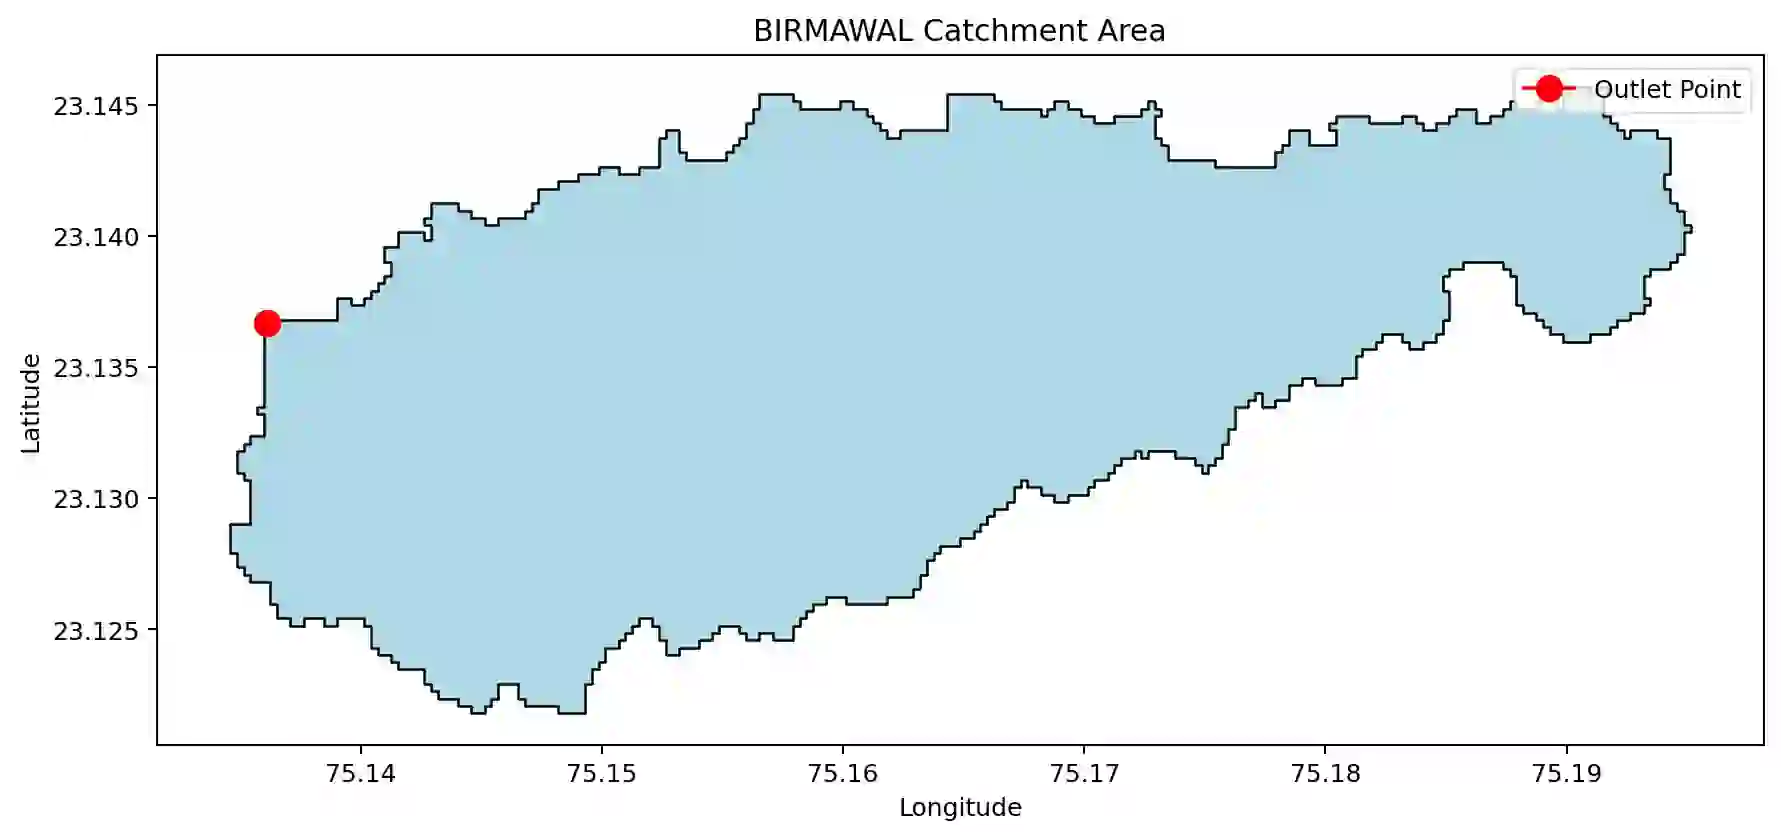 BIRMAWAL Catchment Area
Outlet Point
23.145
23.140
23.135
23.130
23.125
Latitude
75.14 75.15 75.16 75.17 75.18 75.19
Longitude